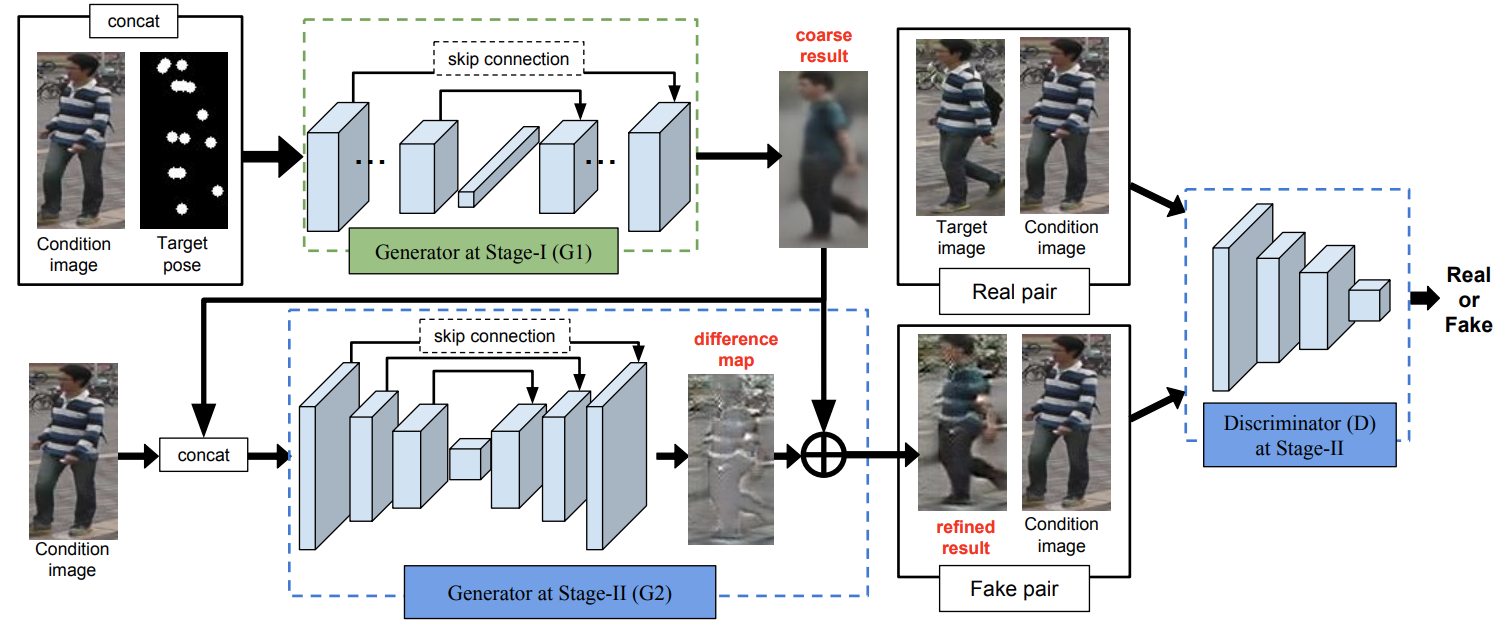 concat
Condition
image
Target
pose
skip connection
Generator at Stage-I (G1)
coarse
result
Target
image
Condition
image
Real pair
Condition
image
concat
skip connection
difference
map
Generator at Stage-II (G2)
refined
result
Condition
image
Fake pair
Discriminator (D)
at Stage-II
Real
or
Fake